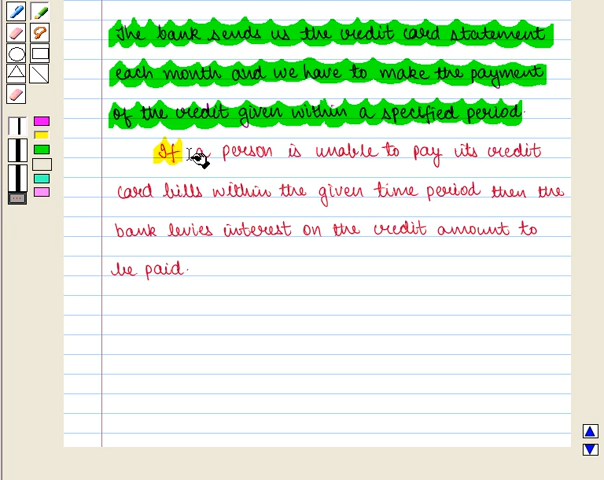 The bank sends us the credit card statement
each month and we have to make the payment
of the credit given within a specified period.
If a person is unable to pay its credit
card bills within the given time period then the
bank levies interest on the credit amount to
be paid.